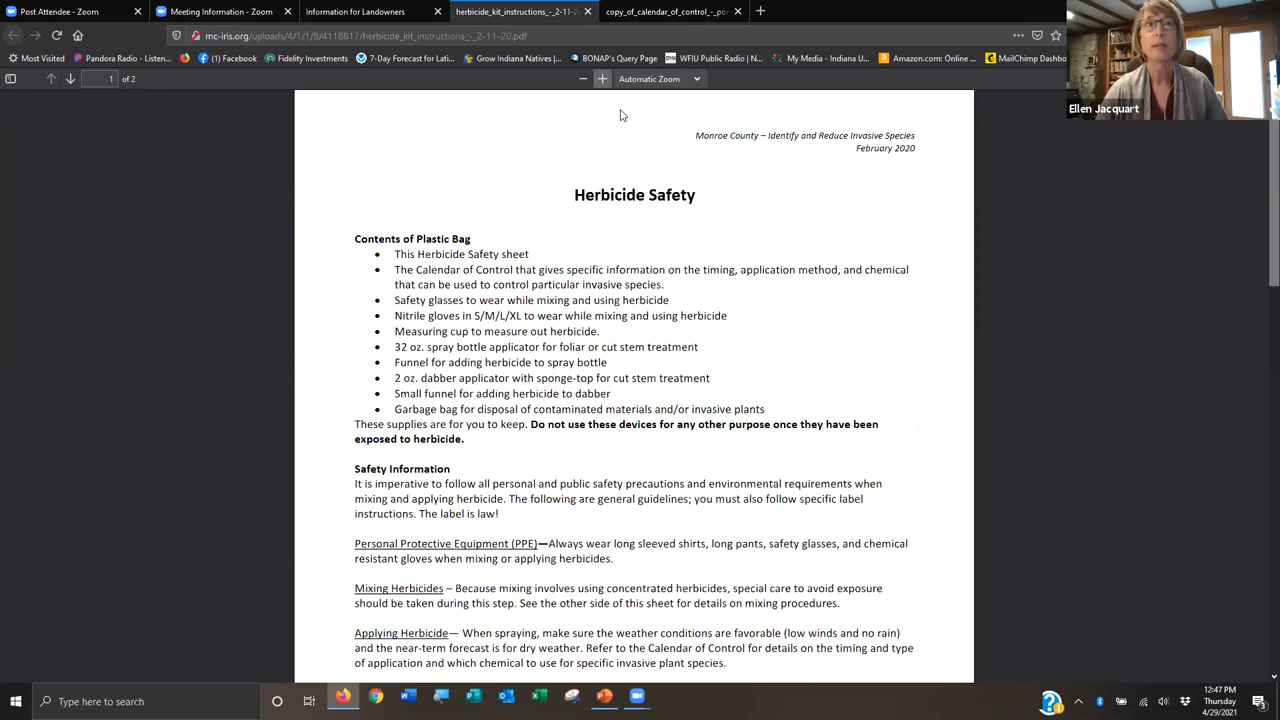 Post Attendee - Zoom
Meeting Information - Zoom
Information for Landowners
herbicide_kit_instructions_-_2-11-
copy_of_calendar_of_control_-_po
mc-iris.org/uploads/4/1/1/8/4118817/herbicide_kit_instructions_-_2-11-20.pdf
Most Visited
Pandora Radio - Listen...
(1) Facebook
Fidelity Investments
7-Day Forecast for Lati...
Grow Indiana Natives |...
BONAP's Query Page
WFIU Public Radio | N...
My Media - Indiana U...
Amazon.com: Online ...
MailChimp Dashboard
1 of 2
Automatic Zoom
Ellen Jacquart
Monroe County – Identify and Reduce Invasive Species
February 2020
Herbicide Safety
Contents of Plastic Bag
• This Herbicide Safety sheet
• The Calendar of Control that gives specific information on the timing, application method, and chemical
that can be used to control particular invasive species.
• Safety glasses to wear while mixing and using herbicide
• Nitrile gloves in S/M/L/XL to wear while mixing and using herbicide
• Measuring cup to measure out herbicide.
• 32 oz. spray bottle applicator for foliar or cut stem treatment
• Funnel for adding herbicide to spray bottle
• 2 oz. dabber applicator with sponge-top for cut stem treatment
• Small funnel for adding herbicide to dabber
• Garbage bag for disposal of contaminated materials and/or invasive plants
These supplies are for you to keep. Do not use these devices for any other purpose once they have been
exposed to herbicide.
Safety Information
It is imperative to follow all personal and public safety precautions and environmental requirements when
mixing and applying herbicide. The following are general guidelines; you must also follow specific label
instructions. The label is law!
Personal Protective Equipment (PPE)—Always wear long sleeved shirts, long pants, safety glasses, and chemical
resistant gloves when mixing or applying herbicides.
Mixing Herbicides – Because mixing involves using concentrated herbicides, special care to avoid exposure
should be taken during this step. See the other side of this sheet for details on mixing procedures.
Applying Herbicide— When spraying, make sure the weather conditions are favorable (low winds and no rain)
and the near-term forecast is for dry weather. Refer to the Calendar of Control for details on the timing and type
of application and which chemical to use for specific invasive plant species.
Type here to search
12:47 PM
Thursday
4/29/2021